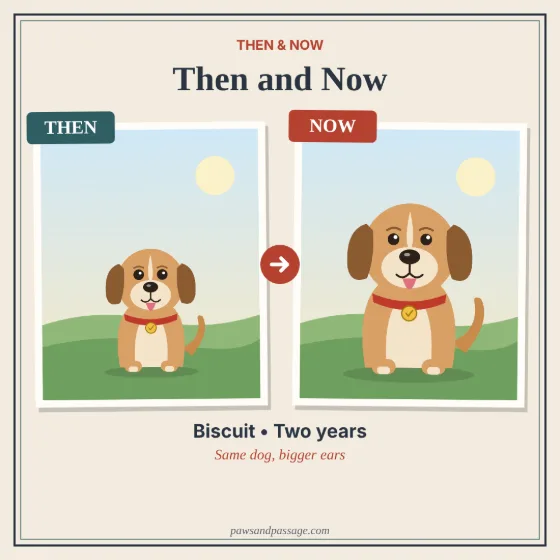 THEN & NOW
Then and Now
THEN
NOW
Biscuit • Two years
Same dog, bigger ears
pawsandpassage.com